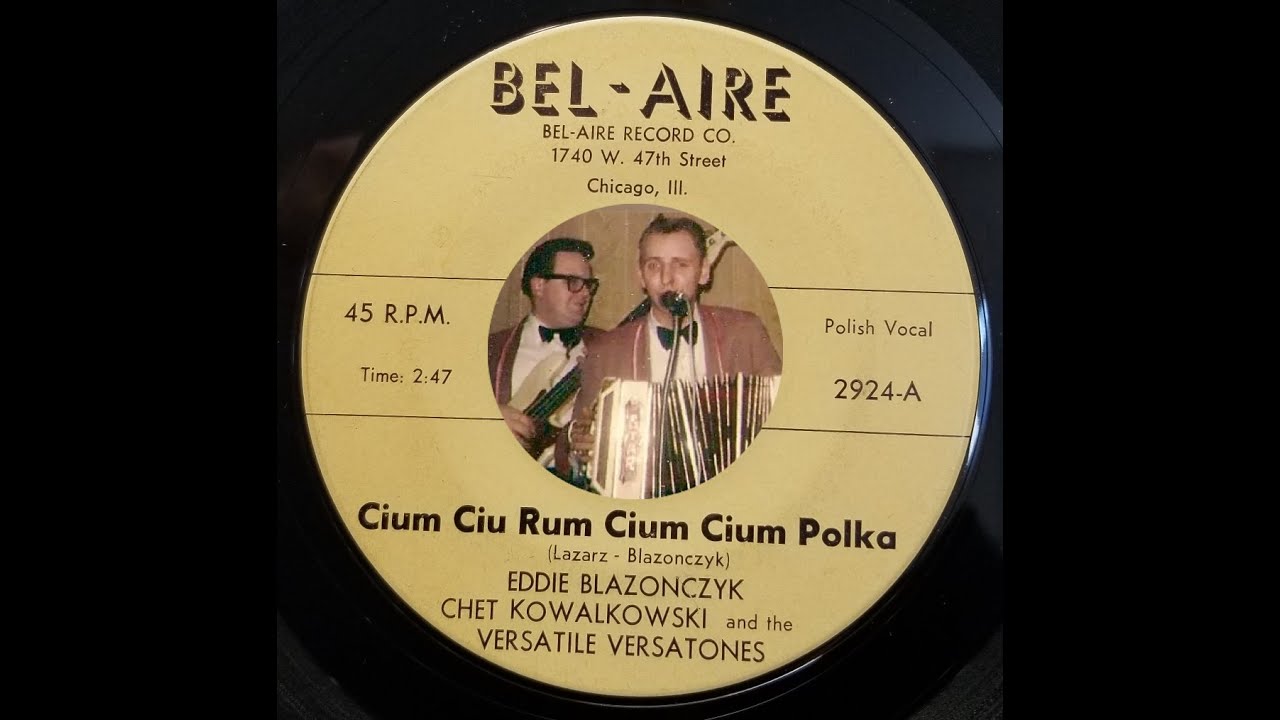 BEL-AIRE
BEL-AIRE RECORD CO.
1740 W. 47th Street
Chicago, Ill.
45 R.P.M.
Time: 2:47
Polish Vocal
2924-A
Cium Ciu Rum Cium Cium Polka
(Lazarz - Blazonczyk)
EDDIE BLAZONCZYK
CHET KOWALKOWSKI and the
VERSATILE VERSATONES